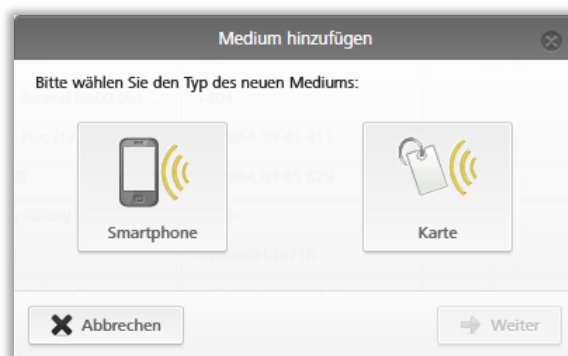 Medium hinzufügen
Bitte wählen Sie den Typ des neuen Mediums:
Smartphone
Karte
Abbrechen
Weiter